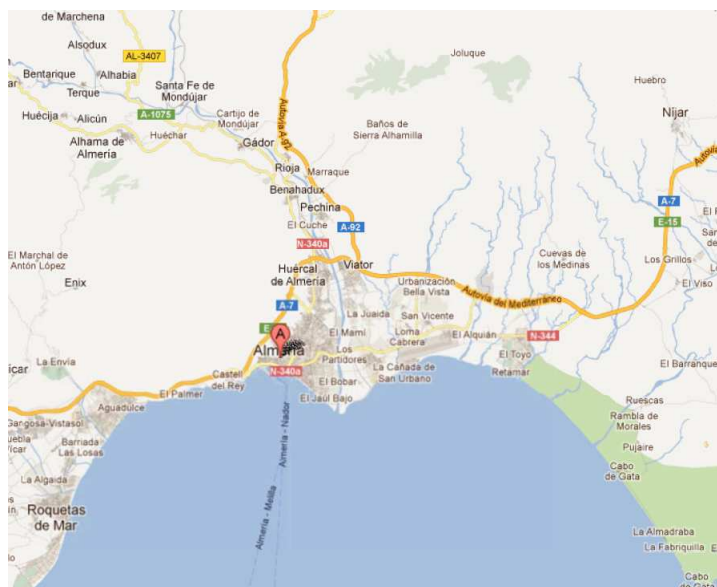 de Marchena
Alsodux
AL-3407
Joluque
Bentarique
Alhabia
Huebro
Terque
Santa Fe de
Mondújar
Níjar
A-1075
Cartijo de
Mondújar
Autovía A-92
Baños de
Sierra Alhamilla
Huécija
Alicún
Huéchar
Alhama de
Almería
Gádor
Rioja
Marraque
Benahadux
A-7
Pechina
E-15
El Cuche
A-92
N-340a
El Marchal de
Antón López
Viator
Cuevas de
los Medinas
Los Grillos
Huércal
de Almería
Enix
Urbanización
Bella Vista
El Viso
Autovía del Mediterráneo
A-7
La Juaida
San Vicente
A
El Mamí
Loma
Cabrera
El Alquián
N-344
Almería
Los
Partidores
El Toyo
La Envía
Castell
del Rey
N-340a
La Cañada de
San Urbano
Retamar
El Barranque
El Bobar
El Palmer
El Jaúl Bajo
Aguadulce
Ruescas
Rambla de
Morales
Almería - Nador
Barriada
Las Losas
Pujaire
Cabo
de Gata
La Algaida
Almería - Melilla
Roquetas
de Mar
La Almadraba
La Fabriquilla